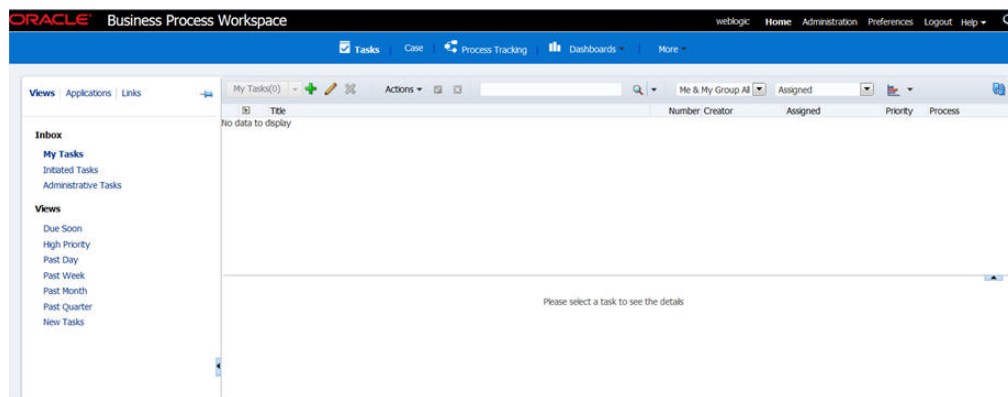 ORACLE Business Process Workspace weblogic Home Administration Preferences Logout Help
Tasks Case Process Tracking Dashboards More
Views Applications Links My Tasks(0) Actions Me & My Group All Assigned
Title Number Creator Assigned Priority Process
No data to display
Inbox
My Tasks
Initiated Tasks
Administrative Tasks
Views
Due Soon
High Priority
Past Day
Past Week
Past Month
Past Quarter
New Tasks
Please select a task to see the details